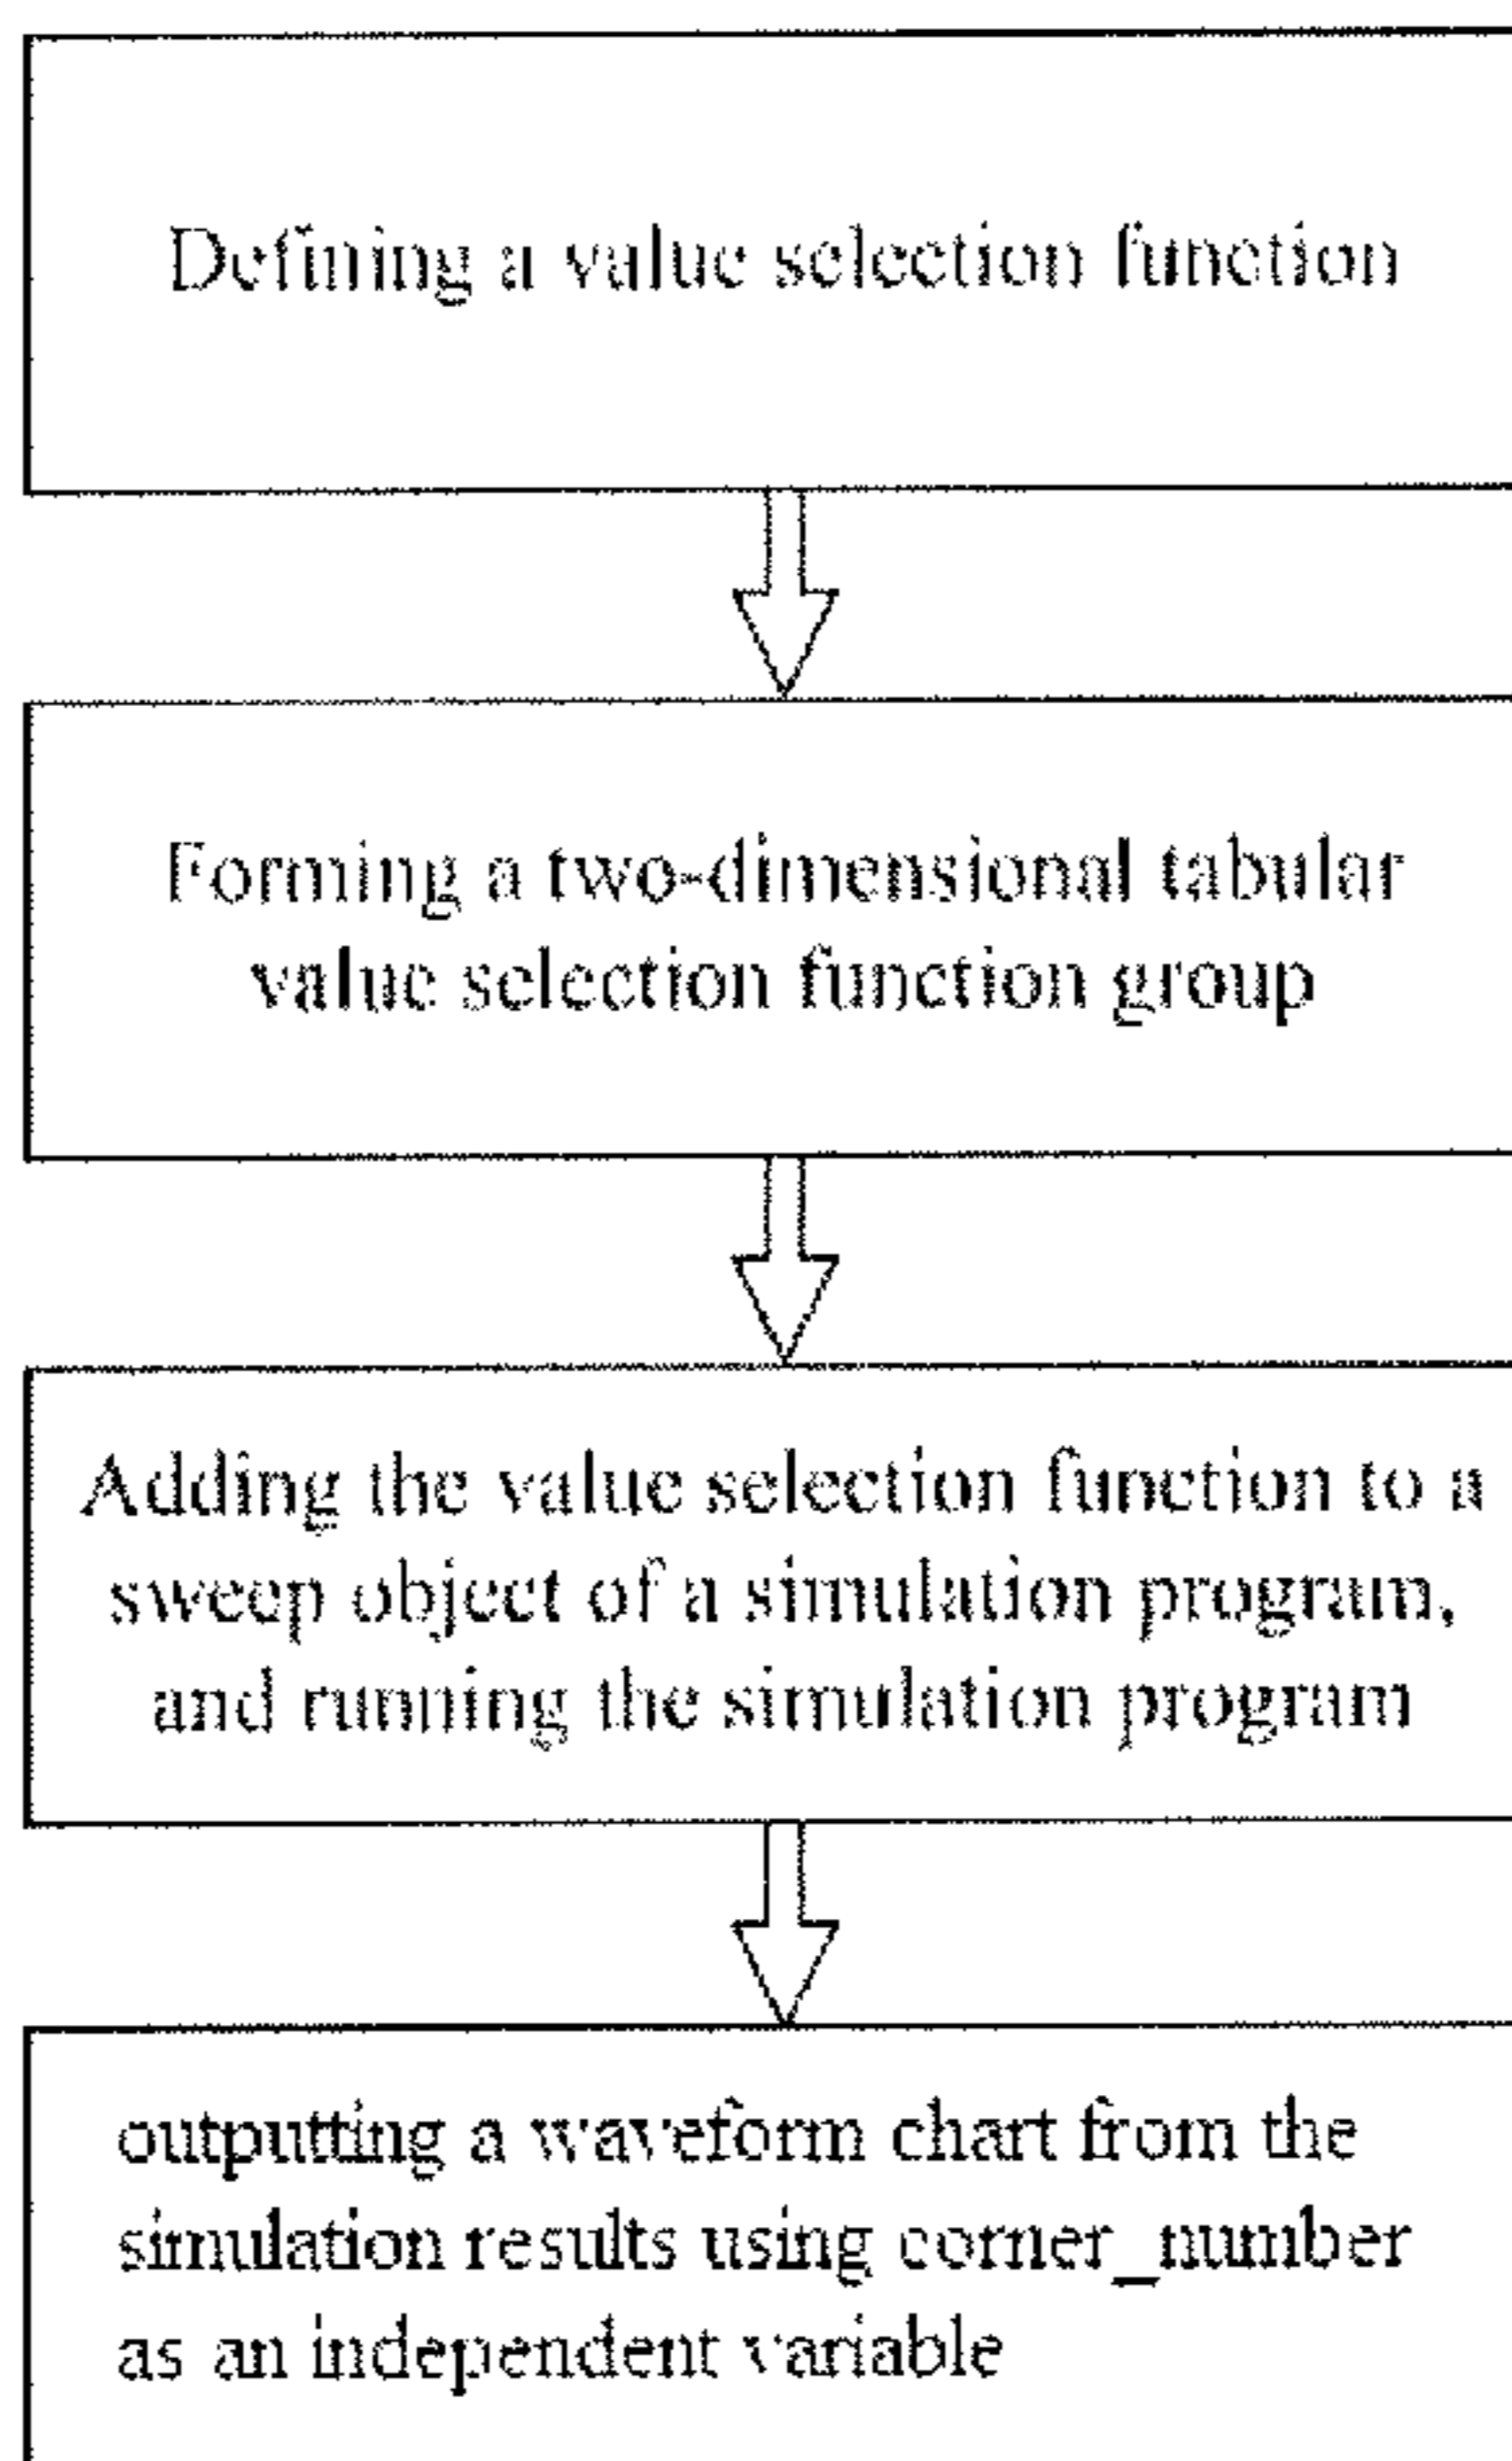 Defining a value selection function
Forming a two-dimensional tabular
value selection function group
Adding the value selection function to a
sweep object of a simulation program,
and running the simulation program
outputting a waveform chart from the
simulation results using corner_number
as an independent variable